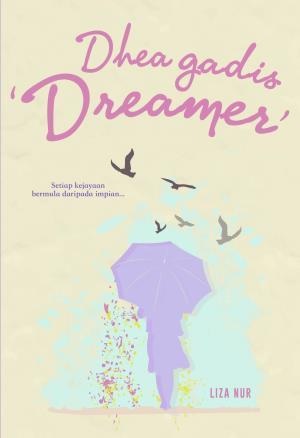 Dhea gadis
'Dreamer'
Setiap kejayaan
bermula daripada impian...
LIZA NUR